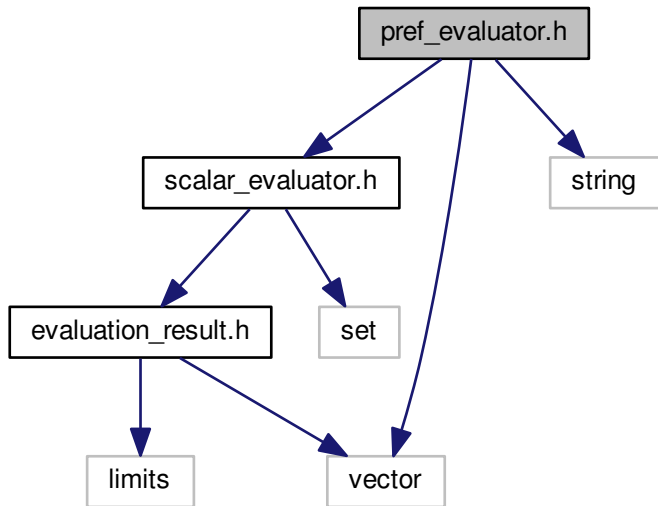 pref_evaluator.h
scalar_evaluator.h
string
evaluation_result.h
set
limits
vector